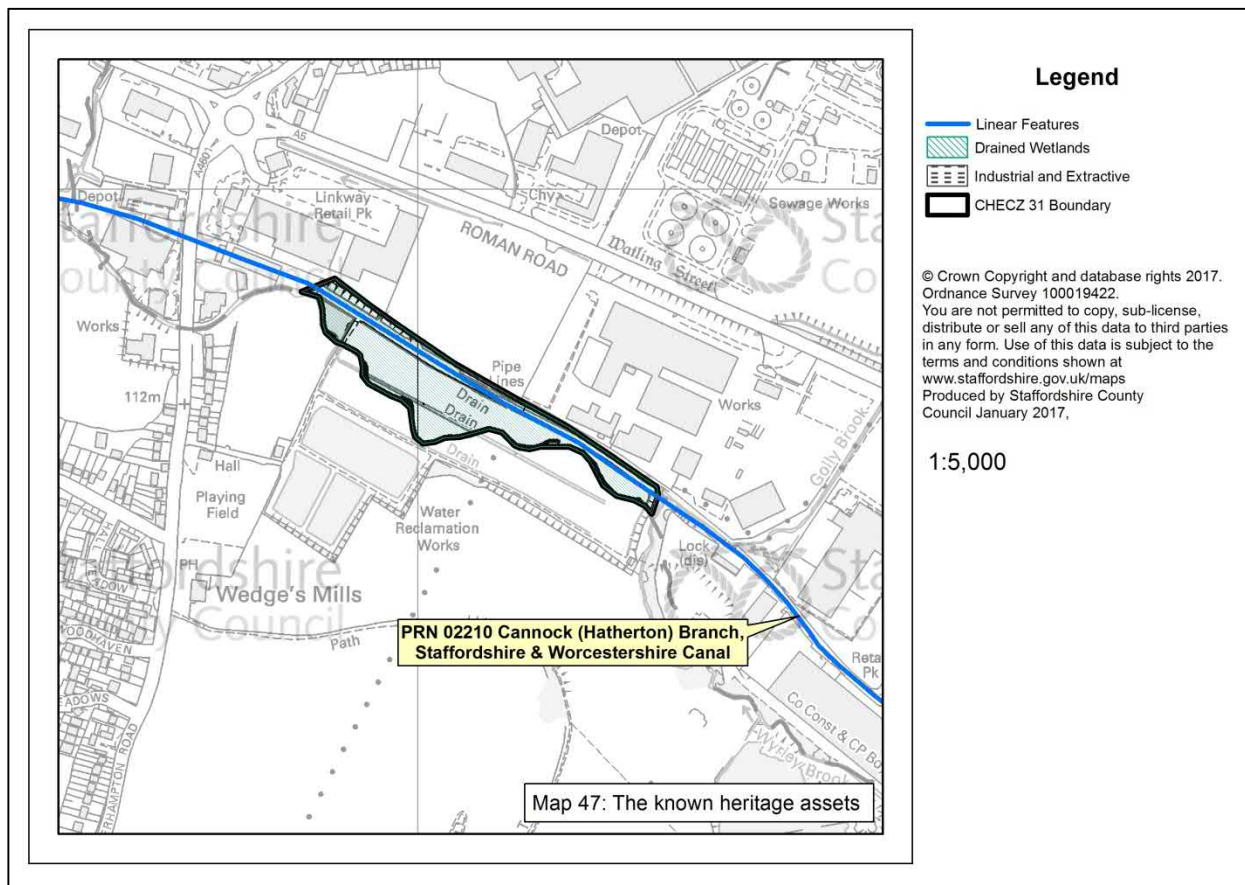 Depot
A4601
A5
Linkway
Retail Pk
Chy
Depot
Sewage Works
ROMAN ROAD
Watling Street
Staffordshire
County Council
Works
112m
Pipe
Lines
Drain
Drain
Drain
Works
Golly Brook
Hall
Playing
Field
Water
Reclamation
Works
Lock
(dis)
PH
Wedge's Mills
Path
MEADOW
WOODHAVEN
PRN 02210 Cannock (Hatherton) Branch,
Staffordshire & Worcestershire Canal
Retail
Pk
Co Const & CP Bdy
Wyrley Brook
Map 47: The known heritage assets
Legend
Linear Features
Drained Wetlands
Industrial and Extractive
CHECZ 31 Boundary
© Crown Copyright and database rights 2017.
Ordnance Survey 100019422.
You are not permitted to copy, sub-license,
distribute or sell any of this data to third parties
in any form. Use of this data is subject to the
terms and conditions shown at
www.staffordshire.gov.uk/maps
Produced by Staffordshire County
Council January 2017,
1:5,000